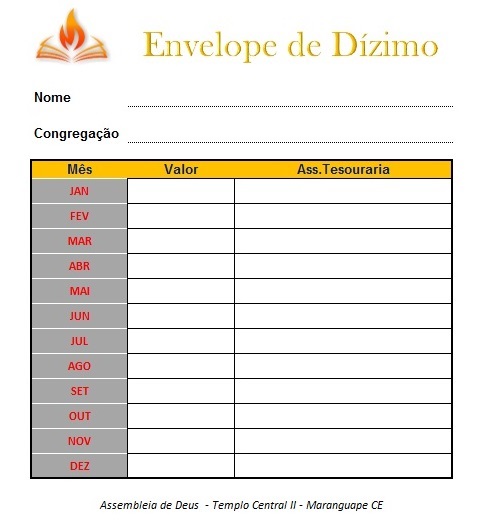 Envelope de Dízimo
Nome
Congregação
Mês Valor Ass.Tesouraria
JAN
FEV
MAR
ABR
MAI
JUN
JUL
AGO
SET
OUT
NOV
DEZ
Assembleia de Deus - Templo Central II - Maranguape CE